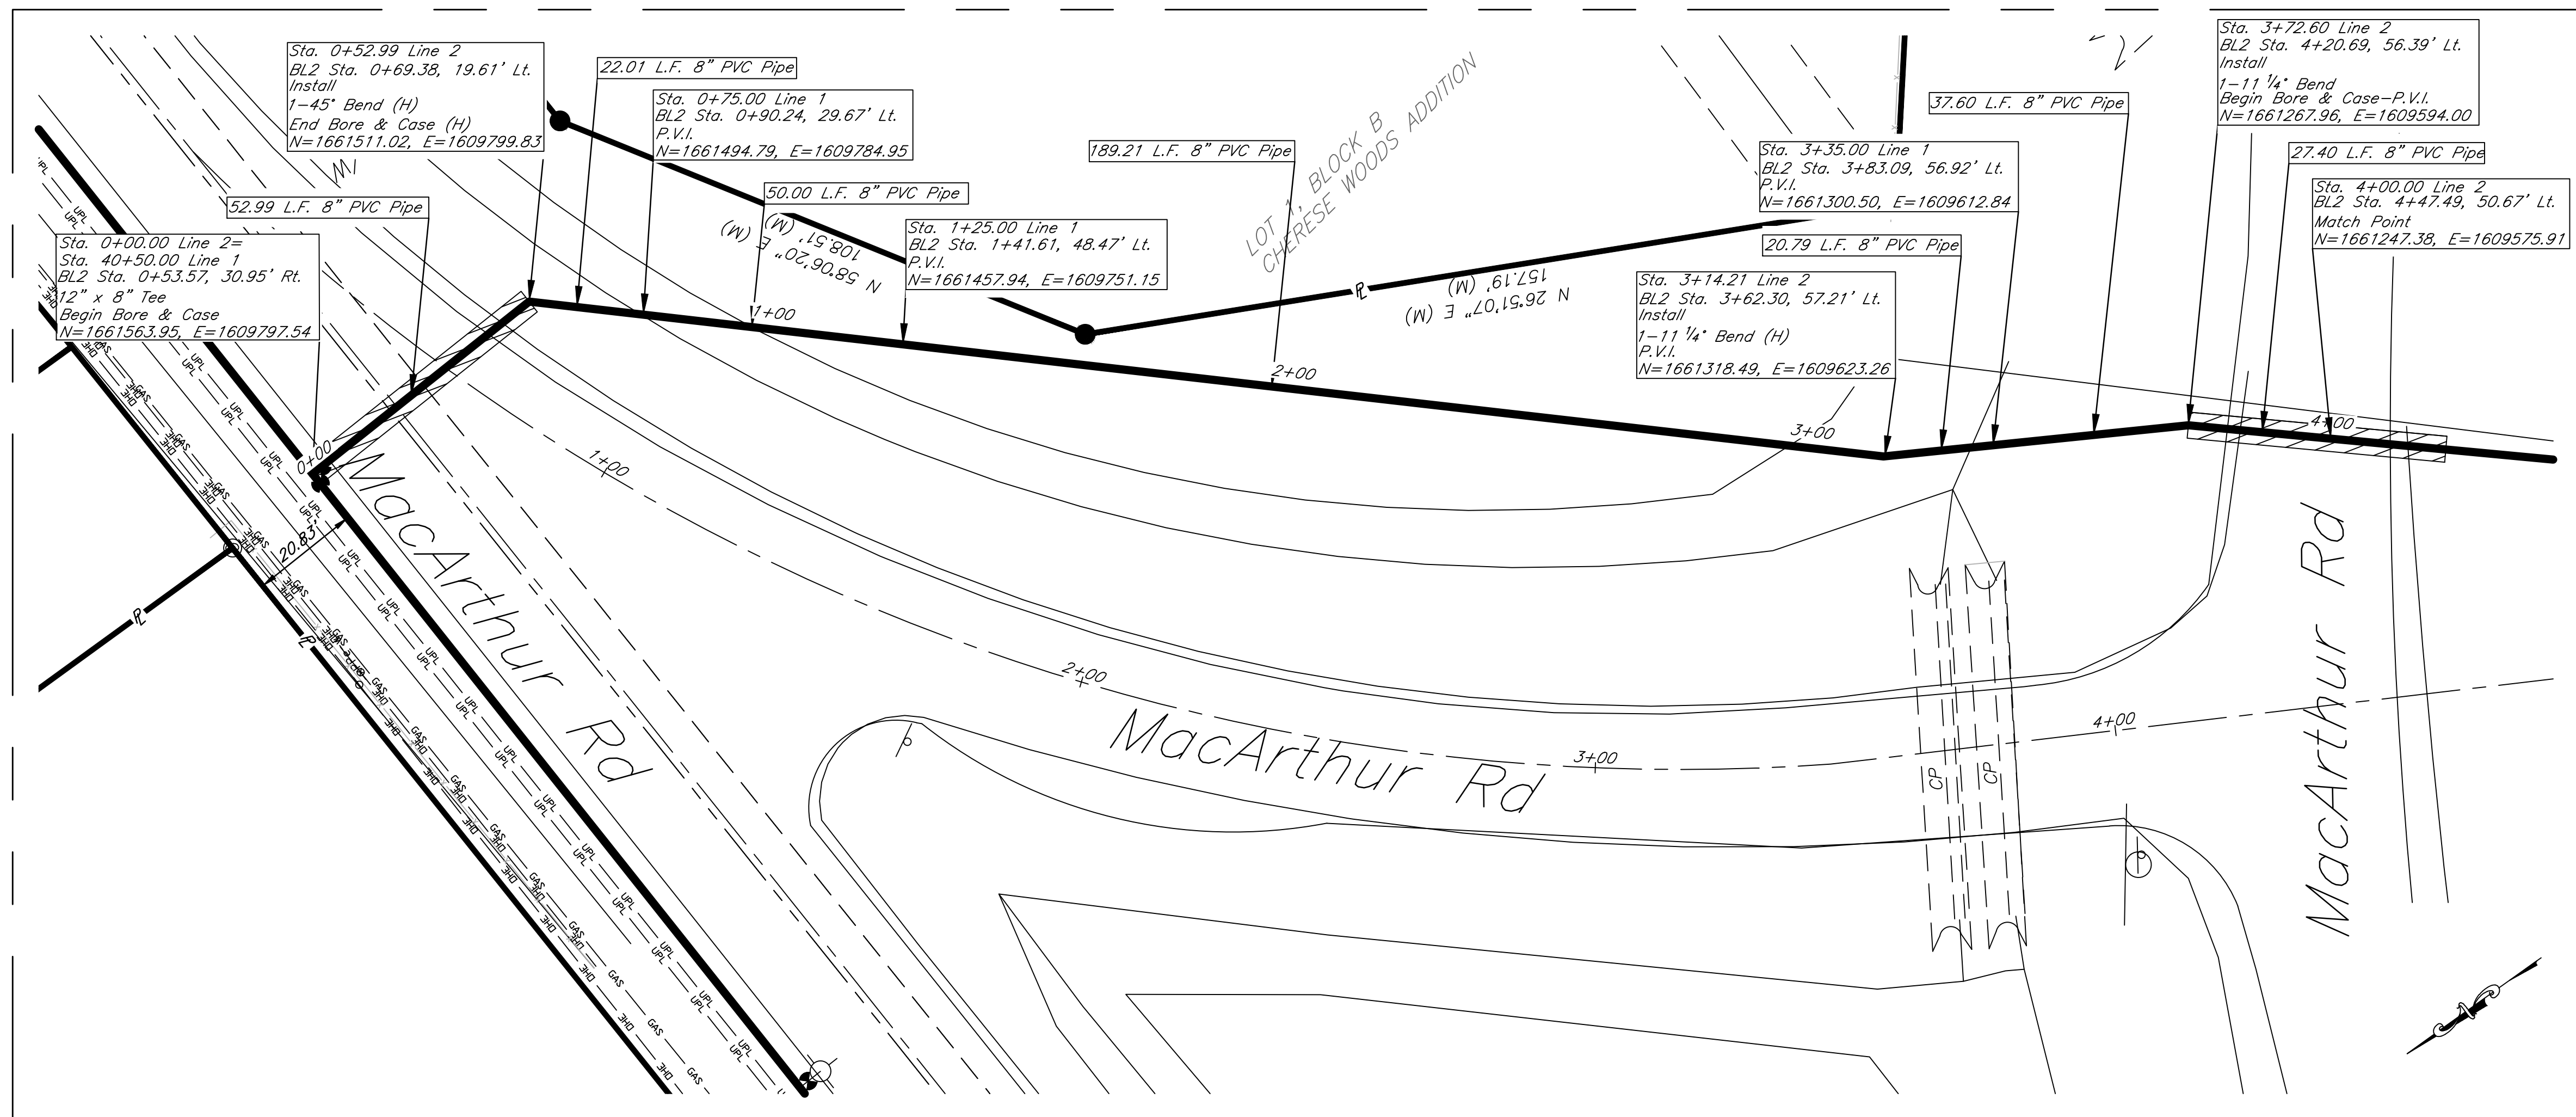 Sta. 0+52.99 Line 2
BL2 Sta. 0+69.38, 19.61' Lt.
Install
1-45° Bend (H)
End Bore & Case (H)
N=1661511.02, E=1609799.83
22.01 L.F. 8" PVC Pipe
Sta. 0+75.00 Line 1
BL2 Sta. 0+90.24, 29.67' Lt.
P.V.I.
N=1661494.79, E=1609784.95
50.00 L.F. 8" PVC Pipe
52.99 L.F. 8" PVC Pipe
Sta. 0+00.00 Line 2=
Sta. 40+50.00 Line 1
BL2 Sta. 0+53.57, 30.95' Rt.
12" x 8" Tee
Begin Bore & Case
N=1661563.95, E=1609797.54
Sta. 1+25.00 Line 1
BL2 Sta. 1+41.61, 48.47' Lt.
P.V.I.
N=1661457.94, E=1609751.15
189.21 L.F. 8" PVC Pipe
LOT 1, BLOCK B
CHERESE WOODS ADDITION
N 58°06'20" E (M)
108.51' (M)
N 26°51'07" E (M)
157.19' (M)
Sta. 3+35.00 Line 1
BL2 Sta. 3+83.09, 56.92' Lt.
P.V.I.
N=1661300.50, E=1609612.84
20.79 L.F. 8" PVC Pipe
Sta. 3+14.21 Line 2
BL2 Sta. 3+62.30, 57.21' Lt.
Install
1-11 1/4° Bend (H)
P.V.I.
N=1661318.49, E=1609623.26
37.60 L.F. 8" PVC Pipe
Sta. 3+72.60 Line 2
BL2 Sta. 4+20.69, 56.39' Lt.
Install
1-11 1/4° Bend
Begin Bore & Case-P.V.I.
N=1661267.96, E=1609594.00
27.40 L.F. 8" PVC Pipe
Sta. 4+00.00 Line 2
BL2 Sta. 4+47.49, 50.67' Lt.
Match Point
N=1661247.38, E=1609575.91
0+00
1+00
2+00
3+00
4+00
1+00
2+00
3+00
4+00
20.83'
MacArthur Rd
MacArthur Rd
MacArthur Rd
CP
CP
UPL
UPL
GAS
OHE